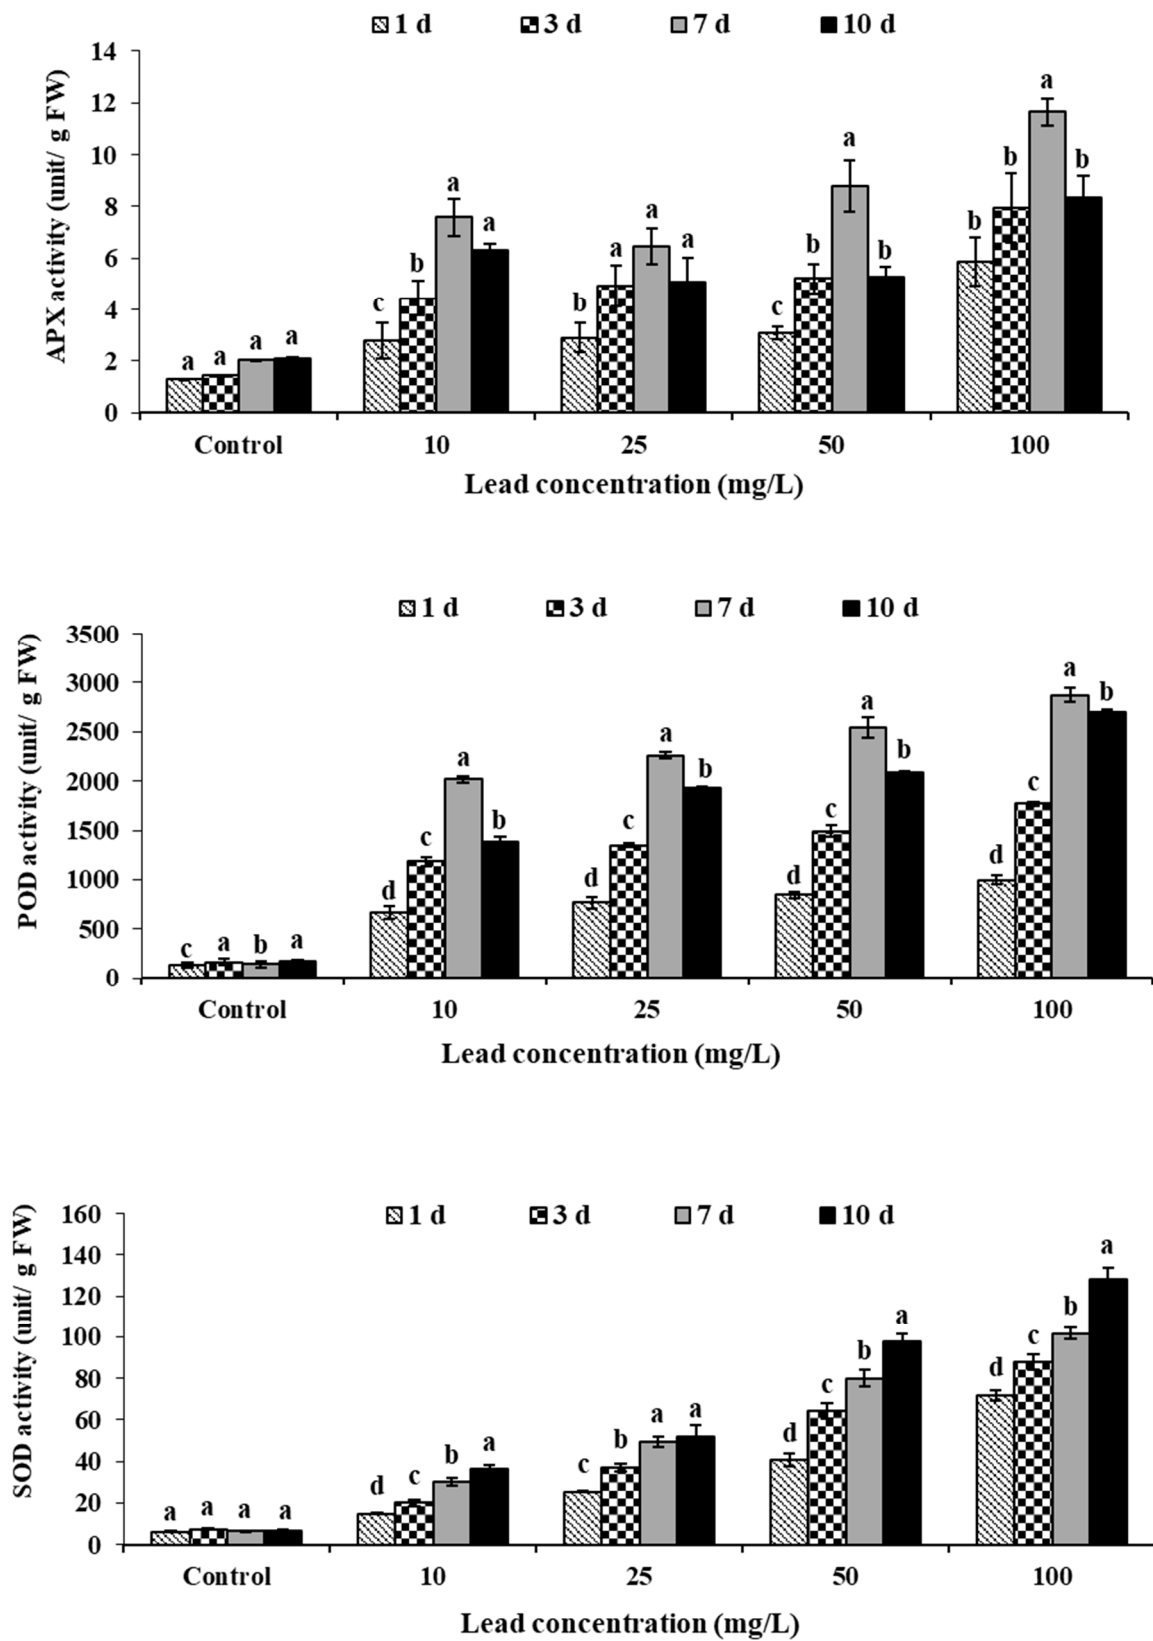 1 d 3 d 7 d 10 d
APX activity (unit/ g FW)
14
12
10
8
6
4
2
0
a a a a
c b a a
b a a a
c b a b
b b a b
Control 10 25 50 100
Lead concentration (mg/L)
1 d 3 d 7 d 10 d
POD activity (unit/ g FW)
3500
3000
2500
2000
1500
1000
500
0
c a b a
d c a b
d c a b
d c a b
d c a b
Control 10 25 50 100
Lead concentration (mg/L)
1 d 3 d 7 d 10 d
SOD activity (unit/ g FW)
160
140
120
100
80
60
40
20
0
a a a a
d c b a
c b a a
d c b a
d c b a
Control 10 25 50 100
Lead concentration (mg/L)